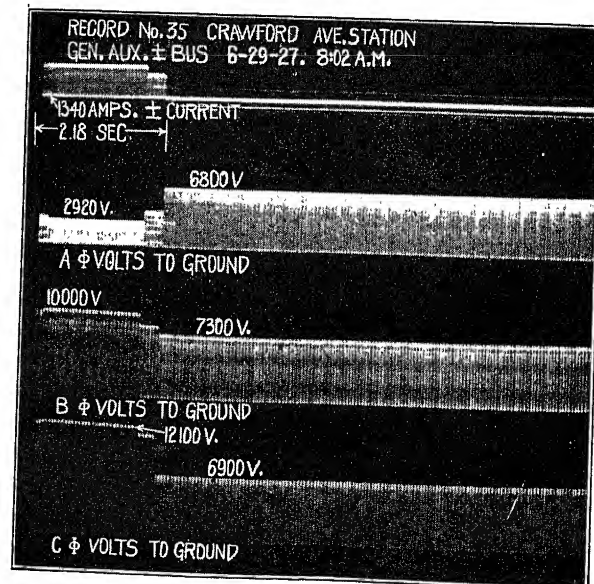 RECORD No.35 CRAWFORD AVE.STATION
GEN. AUX. ± BUS 6-29-27. 8:02 A.M.
1340 AMPS. ± CURRENT
2.18 SEC.
6800 V
2920 V.
A Φ VOLTS TO GROUND
10000 V
7300 V.
B Φ VOLTS TO GROUND
12100 V.
6900 V.
C Φ VOLTS TO GROUND